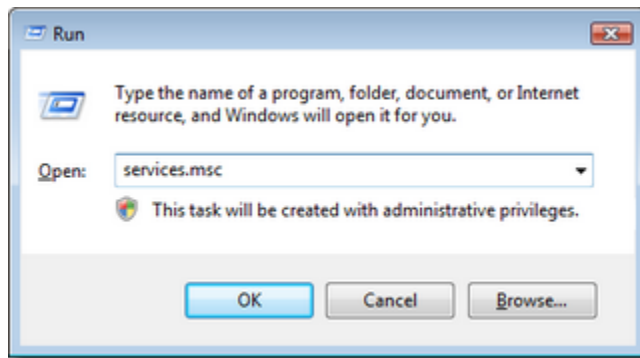 Run
Type the name of a program, folder, document, or Internet
resource, and Windows will open it for you.
Open: services.msc
This task will be created with administrative privileges.
OK Cancel Browse...